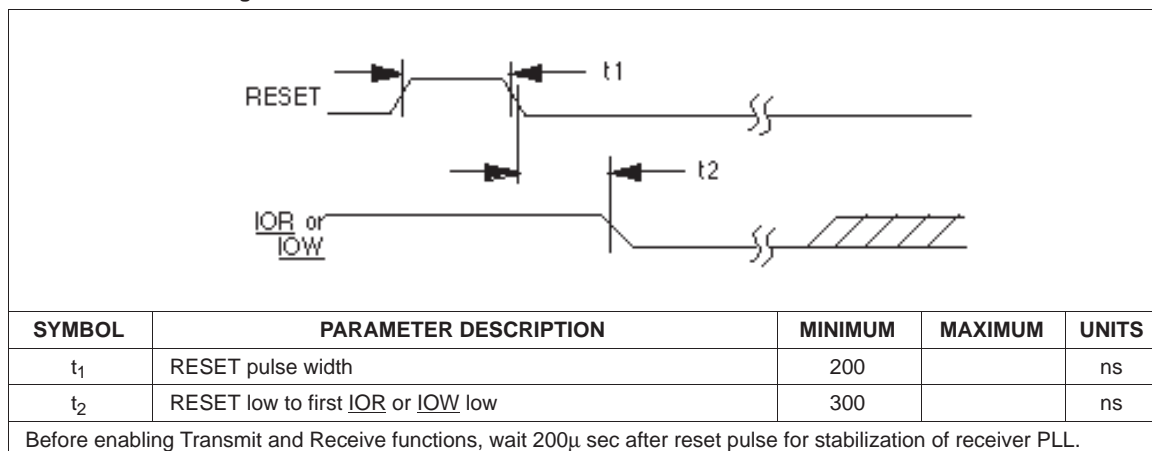 t1
RESET
t2
IOR or
IOW
SYMBOL PARAMETER DESCRIPTION MINIMUM MAXIMUM UNITS
t1 RESET pulse width 200 ns
t2 RESET low to first IOR or IOW low 300 ns
Before enabling Transmit and Receive functions, wait 200μ sec after reset pulse for stabilization of receiver PLL.